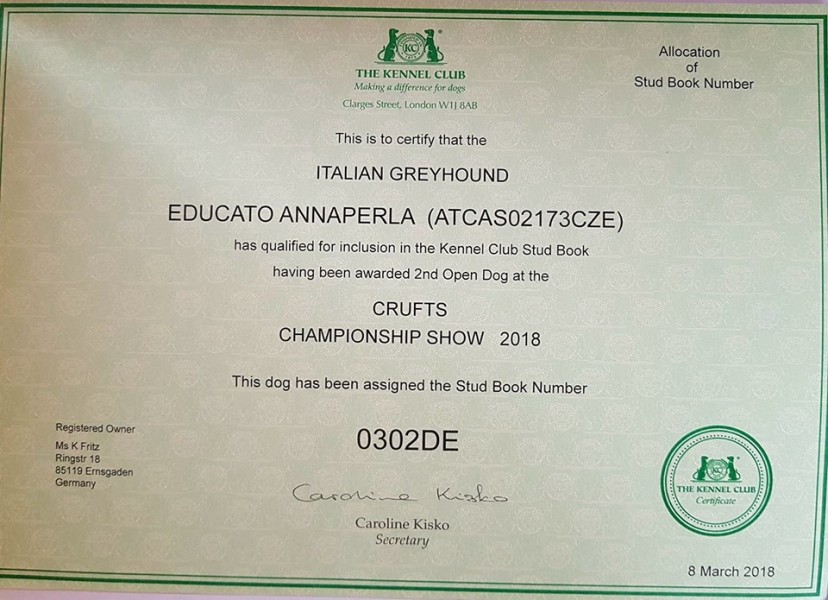 Allocation
of
Stud Book Number
KC
THE KENNEL CLUB
Making a difference for dogs
Clarges Street, London W1J 8AB
This is to certify that the
ITALIAN GREYHOUND
EDUCATO ANNAPERLA (ATCAS02173CZE)
has qualified for inclusion in the Kennel Club Stud Book
having been awarded 2nd Open Dog at the
CRUFTS
CHAMPIONSHIP SHOW 2018
This dog has been assigned the Stud Book Number
0302DE
Registered Owner
Ms K Fritz
Ringstr 18
85119 Ernsgaden
Germany
Caroline Kisko
Caroline Kisko
Secretary
KC
THE KENNEL CLUB
Certificate
8 March 2018